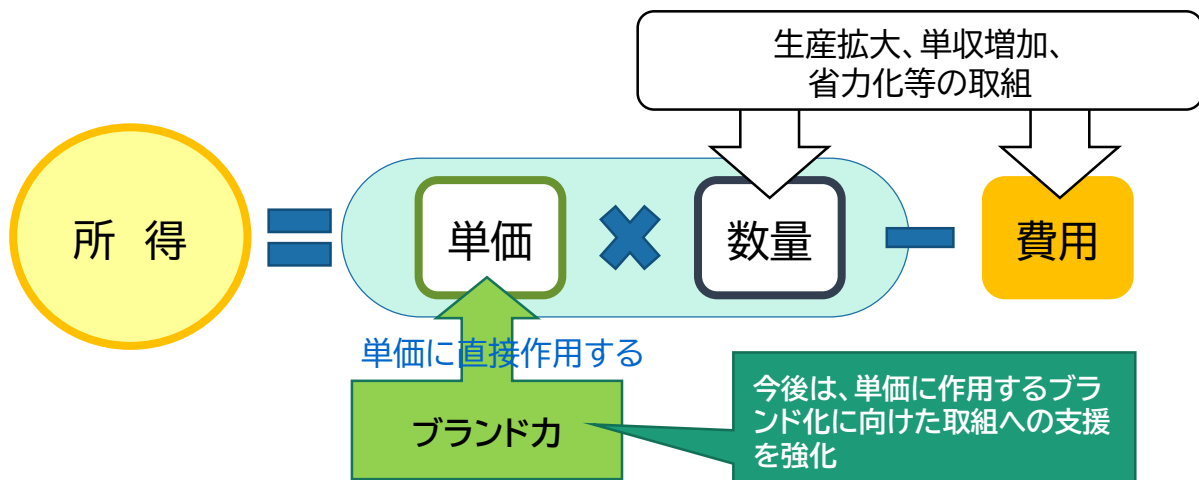 生産拡大、単収増加、
省力化等の取組
所 得
単価
数量
費用
単価に直接作用する
ブランド力
今後は、単価に作用するブラ
ンド化に向けた取組への支援
を強化